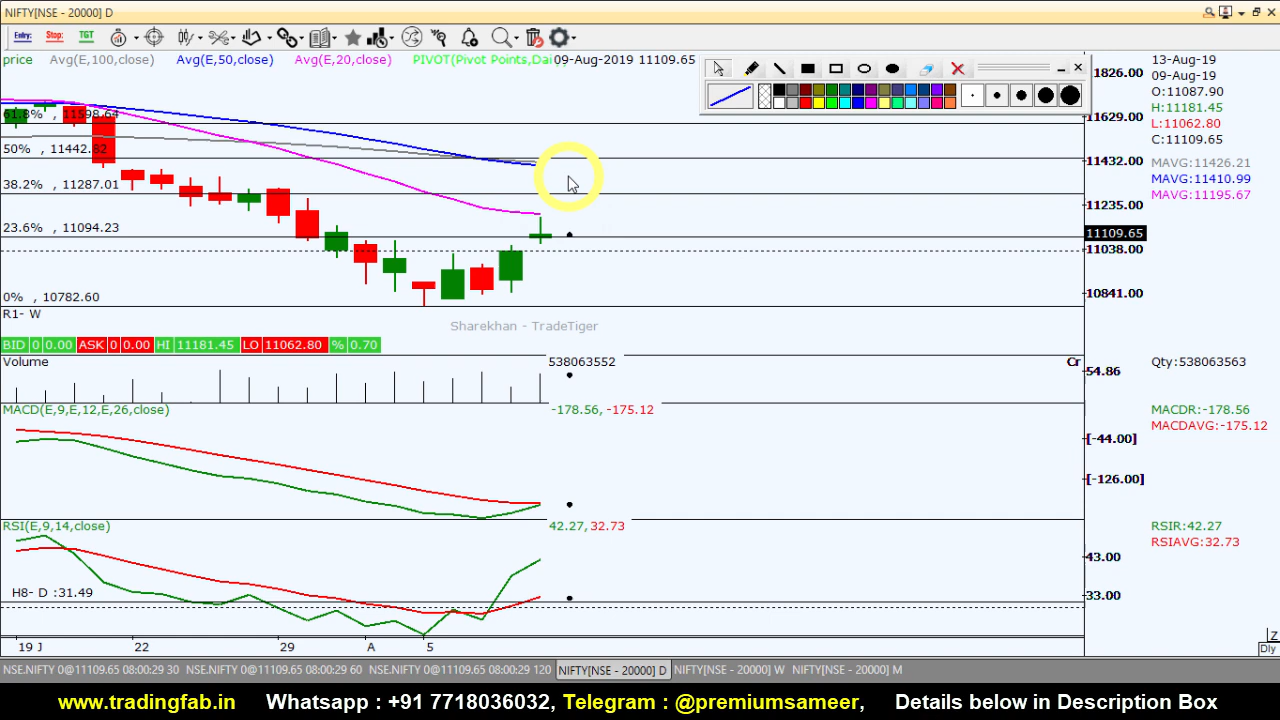 NIFTY[NSE - 20000] D
Entry: Stop: TGT
price Avg(E,100,close) Avg(E,50,close) Avg(E,20,close) PIVOT(Pivot Points,Dai 09-Aug-2019 11109.65
11826.00
11629.00
11432.00
11235.00
11109.65
11038.00
10841.00
13-Aug-19
09-Aug-19
O:11087.90
H:11181.45
L:11062.80
C:11109.65
MAVG:11426.21
MAVG:11410.99
MAVG:11195.67
61.8% , 11598.64
50% , 11442.82
38.2% , 11287.01
23.6% , 11094.23
0% , 10782.60
R1- W
Sharekhan - TradeTiger
BID 0 0.00 ASK 0 0.00 HI 11181.45 LO 11062.80 % 0.70
Volume 538063552 Cr 54.86 Qty:538063563
MACD(E,9,E,12,E,26,close) -178.56, -175.12 MACDR:-178.56
MACDAVG:-175.12
[-44.00]
[-126.00]
RSI(E,9,14,close) 42.27, 32.73 RSIR:42.27
RSIAVG:32.73
43.00
H8- D :31.49 33.00
19 J 22 29 A 5 Z
Dly
NSE.NIFTY 0@11109.65 08:00:29 30 NSE.NIFTY 0@11109.65 08:00:29 60 NSE.NIFTY 0@11109.65 08:00:29 120 NIFTY[NSE - 20000] D NIFTY[NSE - 20000] W NIFTY[NSE - 20000] M
www.tradingfab.in Whatsapp : +91 7718036032, Telegram : @premiumsameer, Details below in Description Box